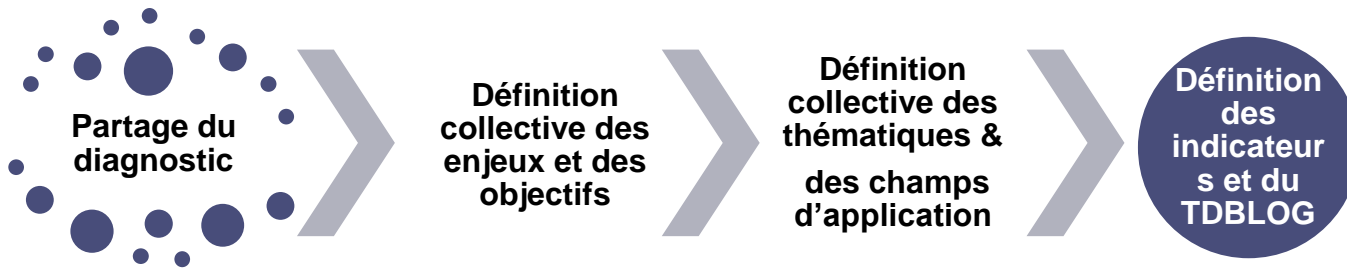 Partage du
diagnostic
Définition
collective des
enjeux et des
objectifs
Définition
collective des
thématiques &
des champs
d’application
Définition
des
indicateur
s et du
TDBLOG